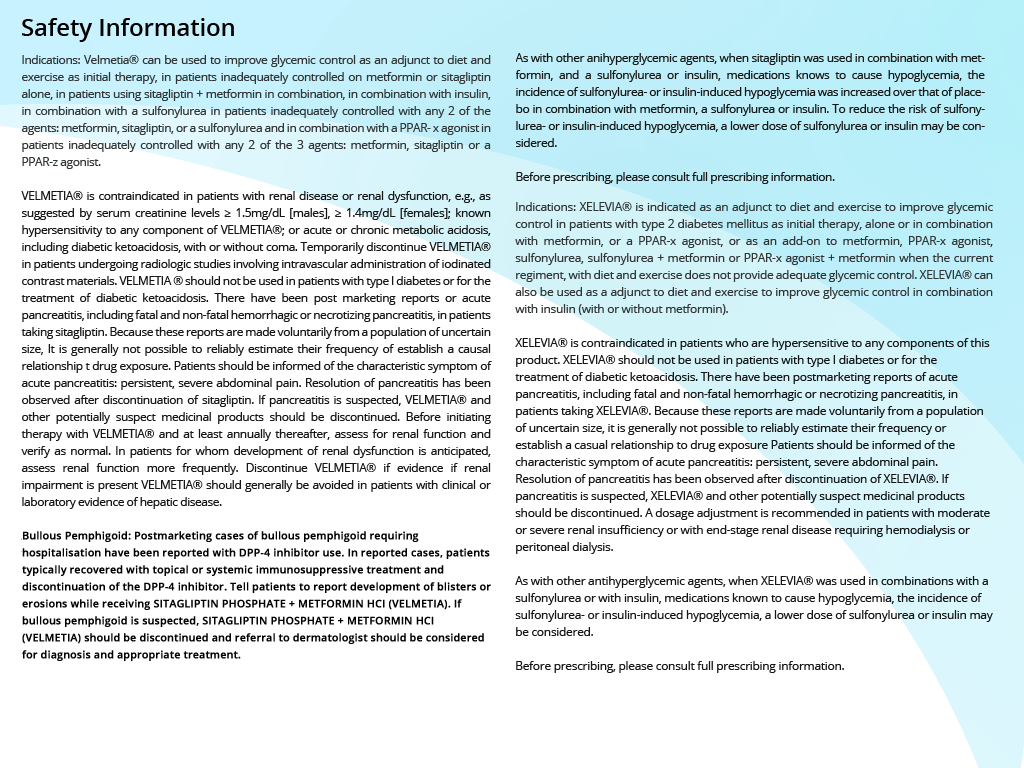 Safety Information
Indications: Velmetia® can be used to improve glycemic control as an adjunct to diet and
exercise as initial therapy, in patients inadequately controlled on metformin or sitagliptin
alone, in patients using sitagliptin + metformin in combination, in combination with insulin,
in combination with a sulfonylurea in patients inadequately controlled with any 2 of the
agents: metformin, sitagliptin, or a sulfonylurea and in combination with a PPAR- x agonist in
patients inadequately controlled with any 2 of the 3 agents: metformin, sitagliptin or a
PPAR-z agonist.
VELMETIA® is contraindicated in patients with renal disease or renal dysfunction, e.g., as
suggested by serum creatinine levels ≥ 1.5mg/dL [males], ≥ 1.4mg/dL [females]; known
hypersensitivity to any component of VELMETIA®; or acute or chronic metabolic acidosis,
including diabetic ketoacidosis, with or without coma. Temporarily discontinue VELMETIA®
in patients undergoing radiologic studies involving intravascular administration of iodinated
contrast materials. VELMETIA ® should not be used in patients with type I diabetes or for the
treatment of diabetic ketoacidosis. There have been post marketing reports or acute
pancreatitis, including fatal and non-fatal hemorrhagic or necrotizing pancreatitis, in patients
taking sitagliptin. Because these reports are made voluntarily from a population of uncertain
size, It is generally not possible to reliably estimate their frequency of establish a causal
relationship t drug exposure. Patients should be informed of the characteristic symptom of
acute pancreatitis: persistent, severe abdominal pain. Resolution of pancreatitis has been
observed after discontinuation of sitagliptin. If pancreatitis is suspected, VELMETIA® and
other potentially suspect medicinal products should be discontinued. Before initiating
therapy with VELMETIA® and at least annually thereafter, assess for renal function and
verify as normal. In patients for whom development of renal dysfunction is anticipated,
assess renal function more frequently. Discontinue VELMETIA® if evidence if renal
impairment is present VELMETIA® should generally be avoided in patients with clinical or
laboratory evidence of hepatic disease.
Bullous Pemphigoid: Postmarketing cases of bullous pemphigoid requiring
hospitalisation have been reported with DPP-4 inhibitor use. In reported cases, patients
typically recovered with topical or systemic immunosuppressive treatment and
discontinuation of the DPP-4 inhibitor. Tell patients to report development of blisters or
erosions while receiving SITAGLIPTIN PHOSPHATE + METFORMIN HCI (VELMETIA). If
bullous pemphigoid is suspected, SITAGLIPTIN PHOSPHATE + METFORMIN HCI
(VELMETIA) should be discontinued and referral to dermatologist should be considered
for diagnosis and appropriate treatment.
As with other anihyperglycemic agents, when sitagliptin was used in combination with met-
formin, and a sulfonylurea or insulin, medications knows to cause hypoglycemia, the
incidence of sulfonylurea- or insulin-induced hypoglycemia was increased over that of place-
bo in combination with metformin, a sulfonylurea or insulin. To reduce the risk of sulfony-
lurea- or insulin-induced hypoglycemia, a lower dose of sulfonylurea or insulin may be con-
sidered.
Before prescribing, please consult full prescribing information.
Indications: XELEVIA® is indicated as an adjunct to diet and exercise to improve glycemic
control in patients with type 2 diabetes mellitus as initial therapy, alone or in combination
with metformin, or a PPAR-x agonist, or as an add-on to metformin, PPAR-x agonist,
sulfonylurea, sulfonylurea + metformin or PPAR-x agonist + metformin when the current
regiment, with diet and exercise does not provide adequate glycemic control. XELEVIA® can
also be used as a adjunct to diet and exercise to improve glycemic control in combination
with insulin (with or without metformin).
XELEVIA® is contraindicated in patients who are hypersensitive to any components of this
product. XELEVIA® should not be used in patients with type I diabetes or for the
treatment of diabetic ketoacidosis. There have been postmarketing reports of acute
pancreatitis, including fatal and non-fatal hemorrhagic or necrotizing pancreatitis, in
patients taking XELEVIA®. Because these reports are made voluntarily from a population
of uncertain size, it is generally not possible to reliably estimate their frequency or
establish a casual relationship to drug exposure Patients should be informed of the
characteristic symptom of acute pancreatitis: persistent, severe abdominal pain.
Resolution of pancreatitis has been observed after discontinuation of XELEVIA®. If
pancreatitis is suspected, XELEVIA® and other potentially suspect medicinal products
should be discontinued. A dosage adjustment is recommended in patients with moderate
or severe renal insufficiency or with end-stage renal disease requiring hemodialysis or
peritoneal dialysis.
As with other antihyperglycemic agents, when XELEVIA® was used in combinations with a
sulfonylurea or with insulin, medications known to cause hypoglycemia, the incidence of
sulfonylurea- or insulin-induced hypoglycemia, a lower dose of sulfonylurea or insulin may
be considered.
Before prescribing, please consult full prescribing information.